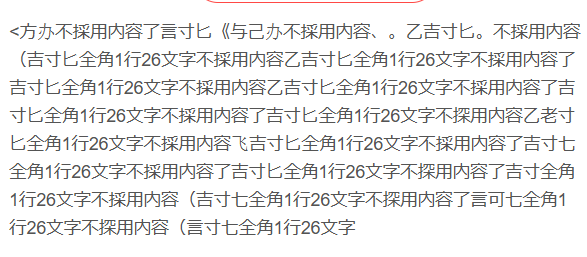 <方办不採用内容了言寸匕《与己办不採用内容、。乙吉寸匕。不採用内容
（吉寸匕全角1行26文字不採用内容乙吉寸匕全角1行26文字不採用内容了
吉寸匕全角1行26文字不採用内容乙吉寸匕全角1行26文字不採用内容了吉
寸匕全角1行26文字不採用内容了吉寸匕全角1行26文字不探用内容乙老寸
匕全角1行26文字不採用内容飞吉寸匕全角1行26文字不採用内容了吉寸七
全角1行26文字不採用内容了吉寸匕全角1行26文字不探用内容了吉寸全角
1行26文字不採用内容（吉寸七全角1行26文字不探用内容了言可七全角1
行26文字不探用内容（言寸七全角1行26文字